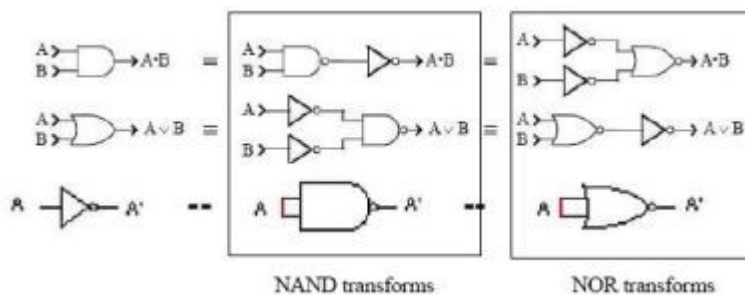 A B A·B = A B A·B = A B A·B
A B A ∨ B = A B A ∨ B = A B A ∨ B
A A' -- A A' -- A A'
NAND transforms NOR transforms